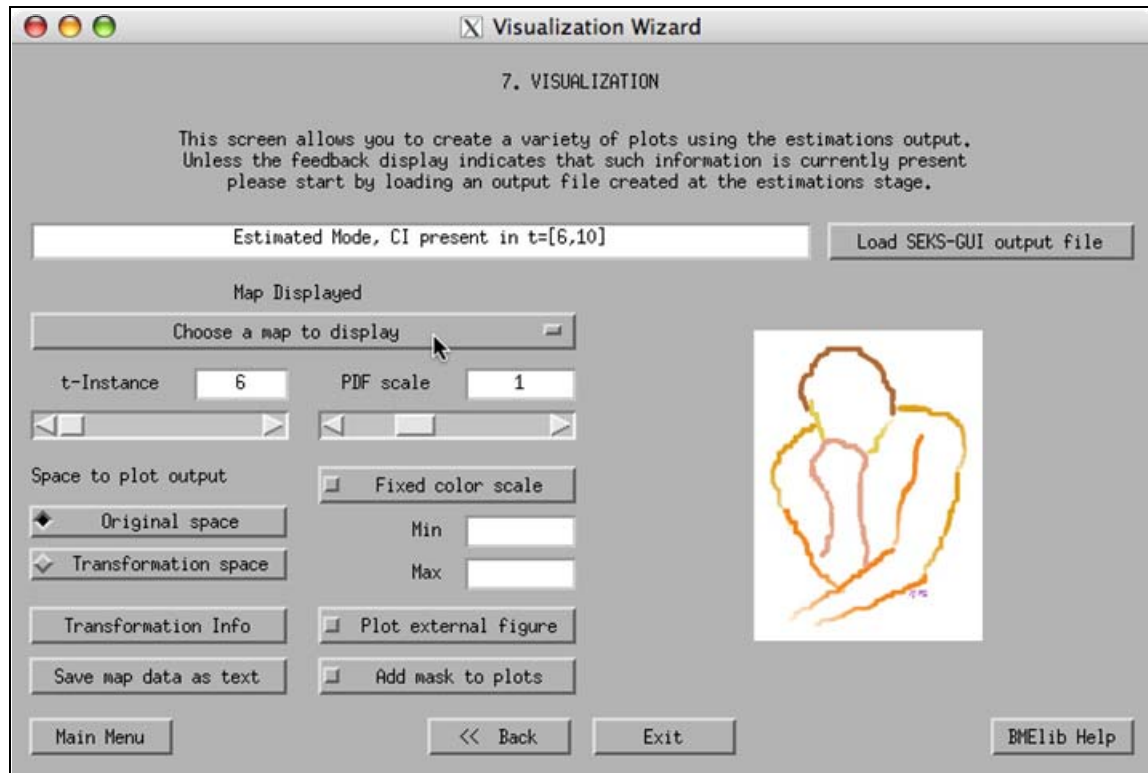 X Visualization Wizard
7. VISUALIZATION
This screen allows you to create a variety of plots using the estimations output.
Unless the feedback display indicates that such information is currently present
please start by loading an output file created at the estimations stage.
Estimated Mode, CI present in t=[6,10]
Load SEKS-GUI output file
Map Displayed
Choose a map to display
t-Instance
6
PDF scale
1
Space to plot output
Fixed color scale
Original space
Min
Transformation space
Max
Transformation Info
Plot external figure
Save map data as text
Add mask to plots
Main Menu
<< Back
Exit
BMElib Help